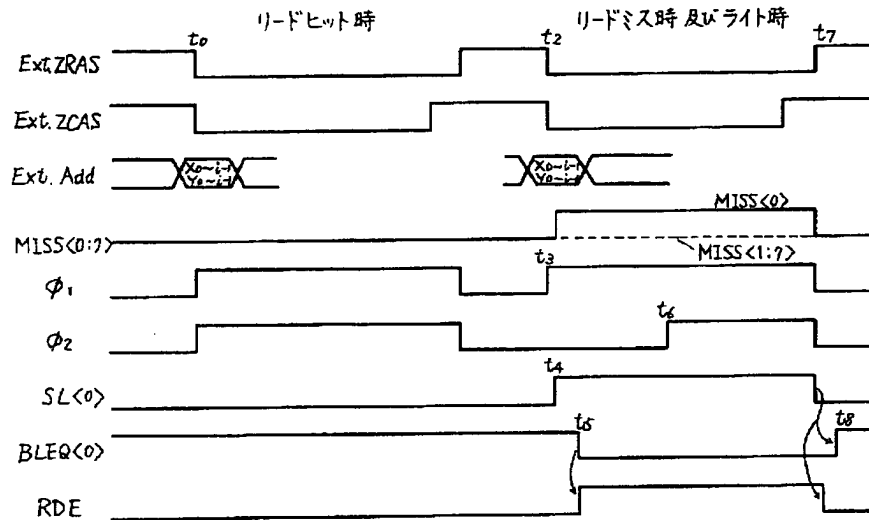 リードヒット時
リードミス時 及びライト時
t0
t2
t7
Ext.ZRAS
Ext.ZCAS
Ext. Add
X0~i-1
Y0~i-1
X0~i-1
Y0~i-1
MISS<0>
MISS<0:7>
MISS<1:7>
t3
φ1
t6
φ2
t4
SL<0>
t5
t8
BLEQ<0>
RDE